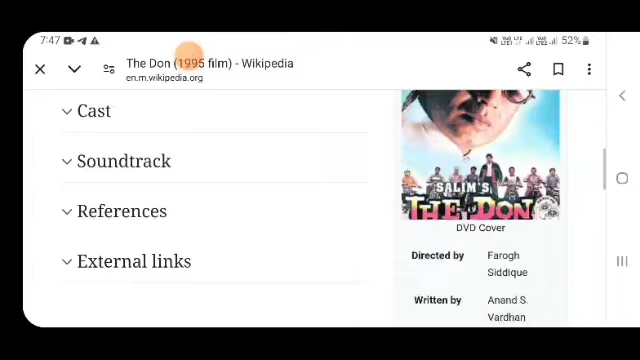 7:47
52%
The Don (1995 film) - Wikipedia
en.m.wikipedia.org
Cast
Soundtrack
References
External links
SALIM'S
THE DON
DVD Cover
Directed by Farogh
Siddique
Written by Anand S.
Vardhan